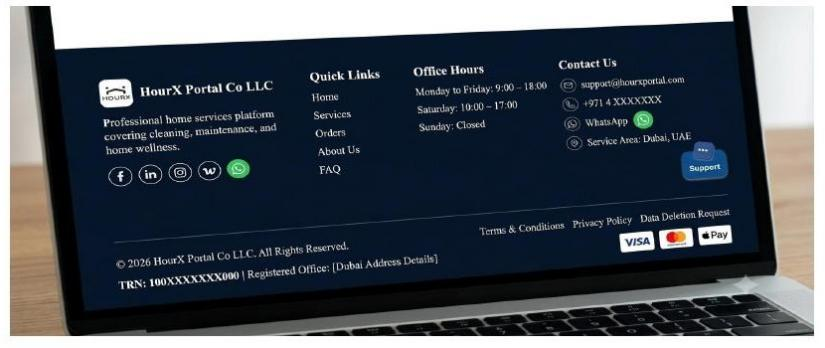 HOURX
HourX Portal Co LLC
Professional home services platform
covering cleaning, maintenance, and
home wellness.
Quick Links
Home
Services
Orders
About Us
FAQ
Office Hours
Monday to Friday: 9:00 – 18:00
Saturday: 10:00 – 17:00
Sunday: Closed
Contact Us
support@hourxportal.com
+971 4 XXXXXXX
WhatsApp
Service Area: Dubai, UAE
Support
Terms & Conditions Privacy Policy Data Deletion Request
© 2026 HourX Portal Co LLC. All Rights Reserved.
TRN: 100XXXXXXX000 | Registered Office: [Dubai Address Details]
VISA
Pay